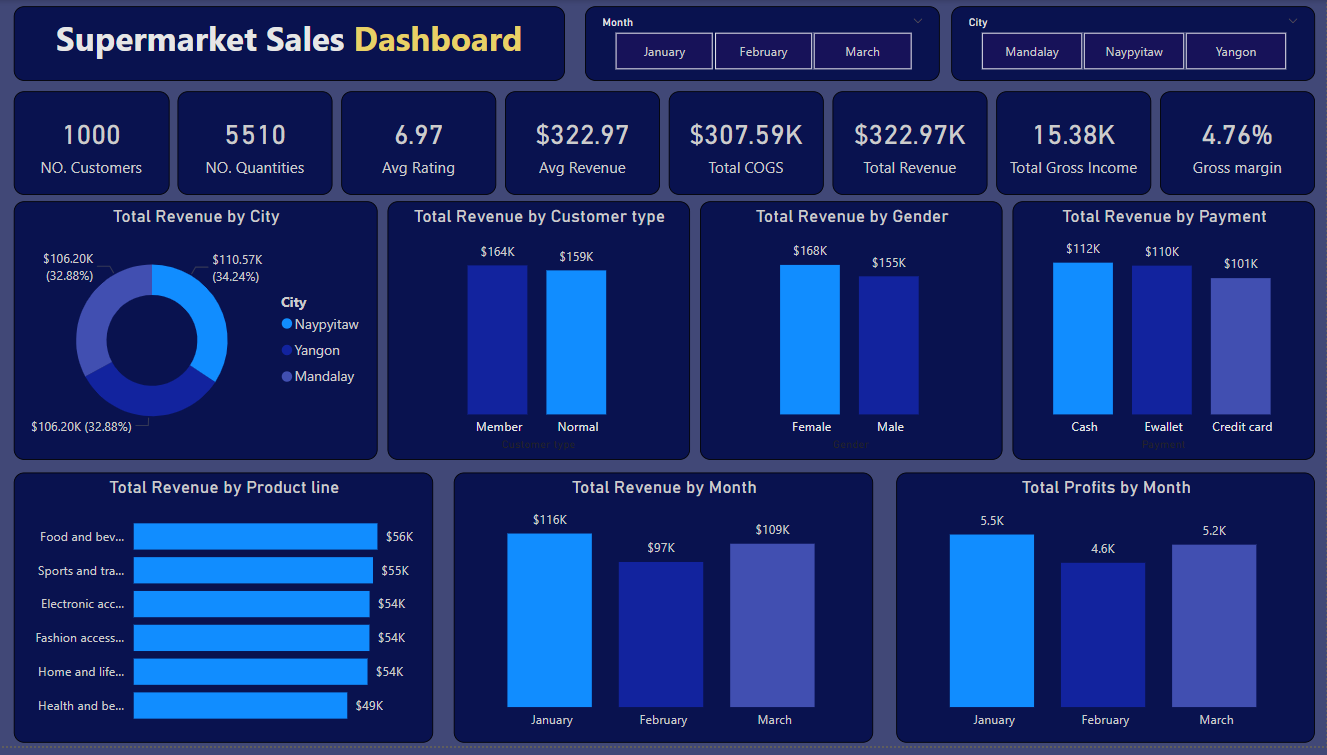 Supermarket Sales Dashboard
Month
January
February
March
City
Mandalay
Naypyitaw
Yangon
1000
NO. Customers
5510
NO. Quantities
6.97
Avg Rating
$322.97
Avg Revenue
$307.59K
Total COGS
$322.97K
Total Revenue
15.38K
Total Gross Income
4.76%
Gross margin
Total Revenue by City
$106.20K
(32.88%)
$110.57K
(34.24%)
$106.20K (32.88%)
City
Naypyitaw
Yangon
Mandalay
Total Revenue by Customer type
$164K
$159K
Member
Normal
Customer type
Total Revenue by Gender
$168K
$155K
Female
Male
Gender
Total Revenue by Payment
$112K
$110K
$101K
Cash
Ewallet
Credit card
Payment
Total Revenue by Product line
Food and bev...
$56K
Sports and tra...
$55K
Electronic acc...
$54K
Fashion access...
$54K
Home and life...
$54K
Health and be...
$49K
Total Revenue by Month
$116K
$97K
$109K
January
February
March
Total Profits by Month
5.5K
4.6K
5.2K
January
February
March